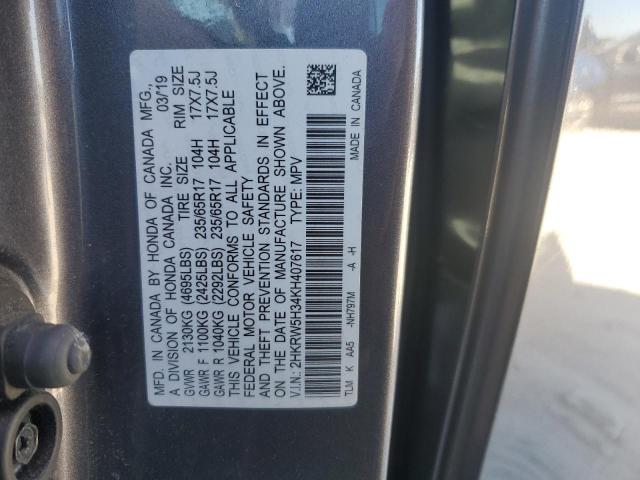 MFD. IN CANADA BY HONDA OF CANADA MFG.,
A DIVISION OF HONDA CANADA INC. 03/19
GVWR 2130KG (4695LBS) TIRE SIZE RIM SIZE
GAWR F 1100KG (2425LBS) 235/65R17 104H 17X7.5J
GAWR R 1040KG (2292LBS) 235/65R17 104H 17X7.5J
THIS VEHICLE CONFORMS TO ALL APPLICABLE
FEDERAL MOTOR VEHICLE SAFETY
AND THEFT PREVENTION STANDARDS IN EFFECT
ON THE DATE OF MANUFACTURE SHOWN ABOVE.
V.I.N.: 2HKRW5H34KH407617 TYPE: MPV
TLM K AA5 -NH797M -A -H MADE IN CANADA